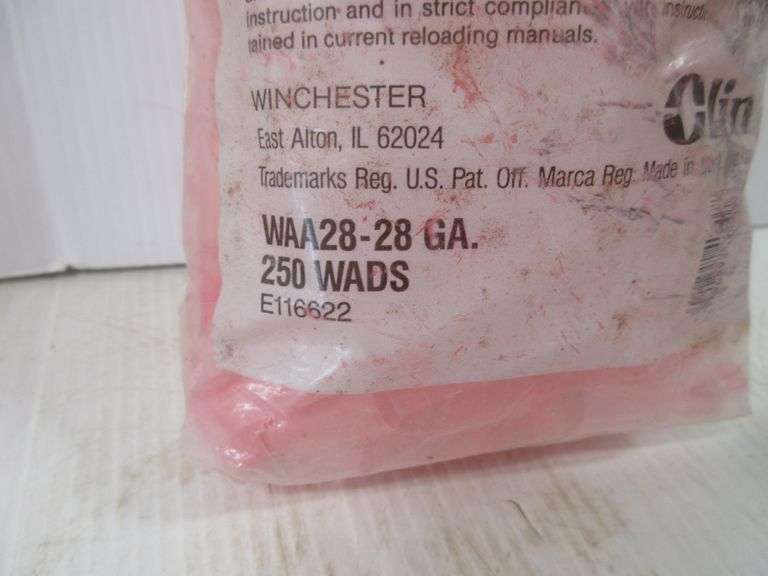 instruction and in strict
tained in current reloading manuals.
WINCHESTER
Olin
East Alton, IL 62024
Trademarks Reg. U.S. Pat. Off. Marca Reg. Made in
WAA28-28 GA.
250 WADS
E116622